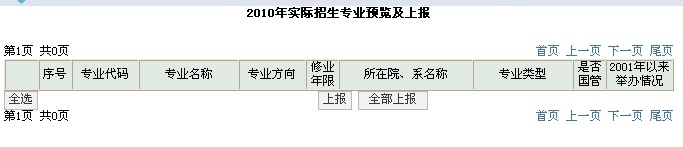 2010年实际招生专业预览及上报
第1页 共0页 首页 上一页 下一页 尾页
序号 专业代码 专业名称 专业方向 修业年限 所在院、系名称 专业类型 是否国管 2001年以来举办情况
全选 上报 全部上报
第1页 共0页 首页 上一页 下一页 尾页